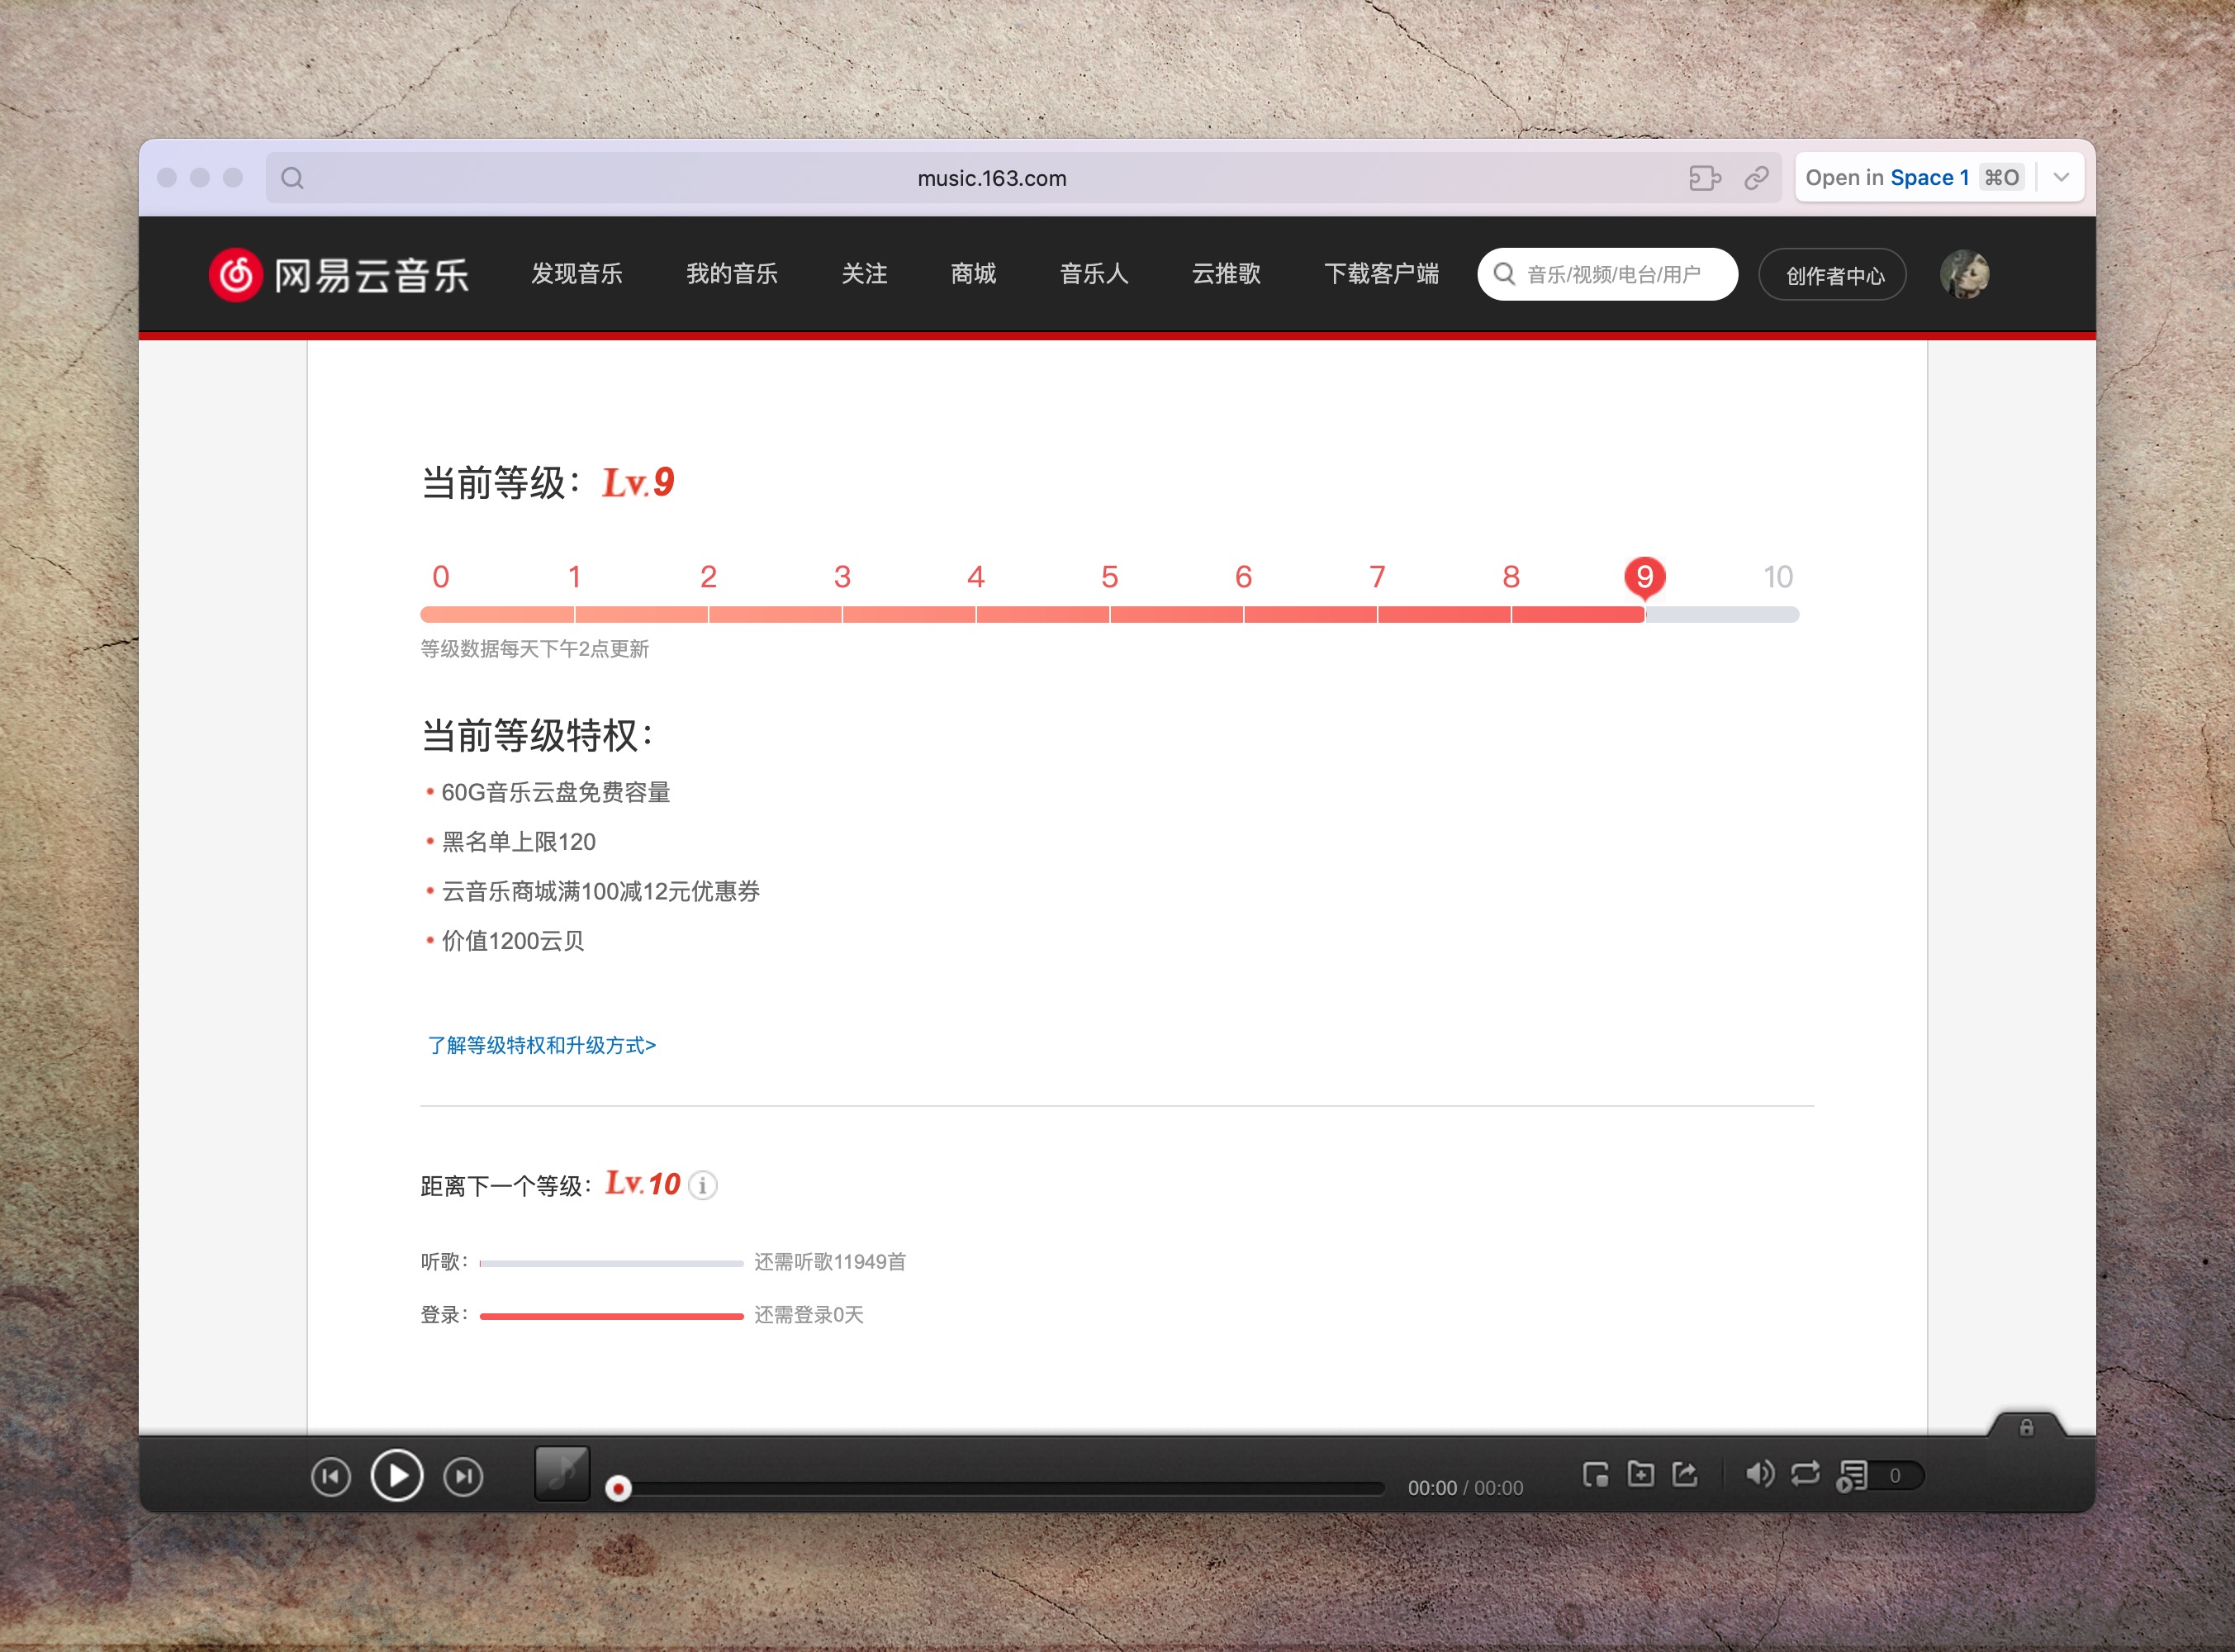 music.163.com
Open in Space 1 ⌘O
网易云音乐 发现音乐 我的音乐 关注 商城 音乐人 云推歌 下载客户端 音乐/视频/电台/用户 创作者中心
当前等级：Lv.9
0 1 2 3 4 5 6 7 8 9 10
等级数据每天下午2点更新
当前等级特权：
60G音乐云盘免费容量
黑名单上限120
云音乐商城满100减12元优惠券
价值1200云贝
了解等级特权和升级方式>
距离下一个等级：Lv.10
听歌： 还需听歌11949首
登录： 还需登录0天
00:00 / 00:00
0